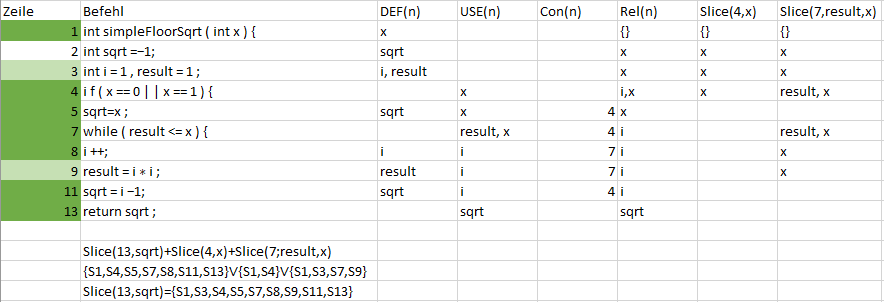 Zeile Befehl DEF(n) USE(n) Con(n) Rel(n) Slice(4,x) Slice(7,result,x)
1 int simpleFloorSqrt ( int x ) { x {} {} {}
2 int sqrt =−1; sqrt x x x
3 int i = 1 , result = 1 ; i, result x x x
4 i f ( x == 0 | | x == 1 ) { x i,x x result, x
5 sqrt=x ; sqrt x 4 x
7 while ( result <= x ) { result, x 4 i result, x
8 i ++; i i 7 i x
9 result = i ∗ i ; result i 7 i x
11 sqrt = i −1; sqrt i 4 i
13 return sqrt ; sqrt sqrt
Slice(13,sqrt)+Slice(4,x)+Slice(7;result,x)
{S1,S4,S5,S7,S8,S11,S13}∨{S1,S4}∨{S1,S3,S7,S9}
Slice(13,sqrt)={S1,S3,S4,S5,S7,S8,S9,S11,S13}